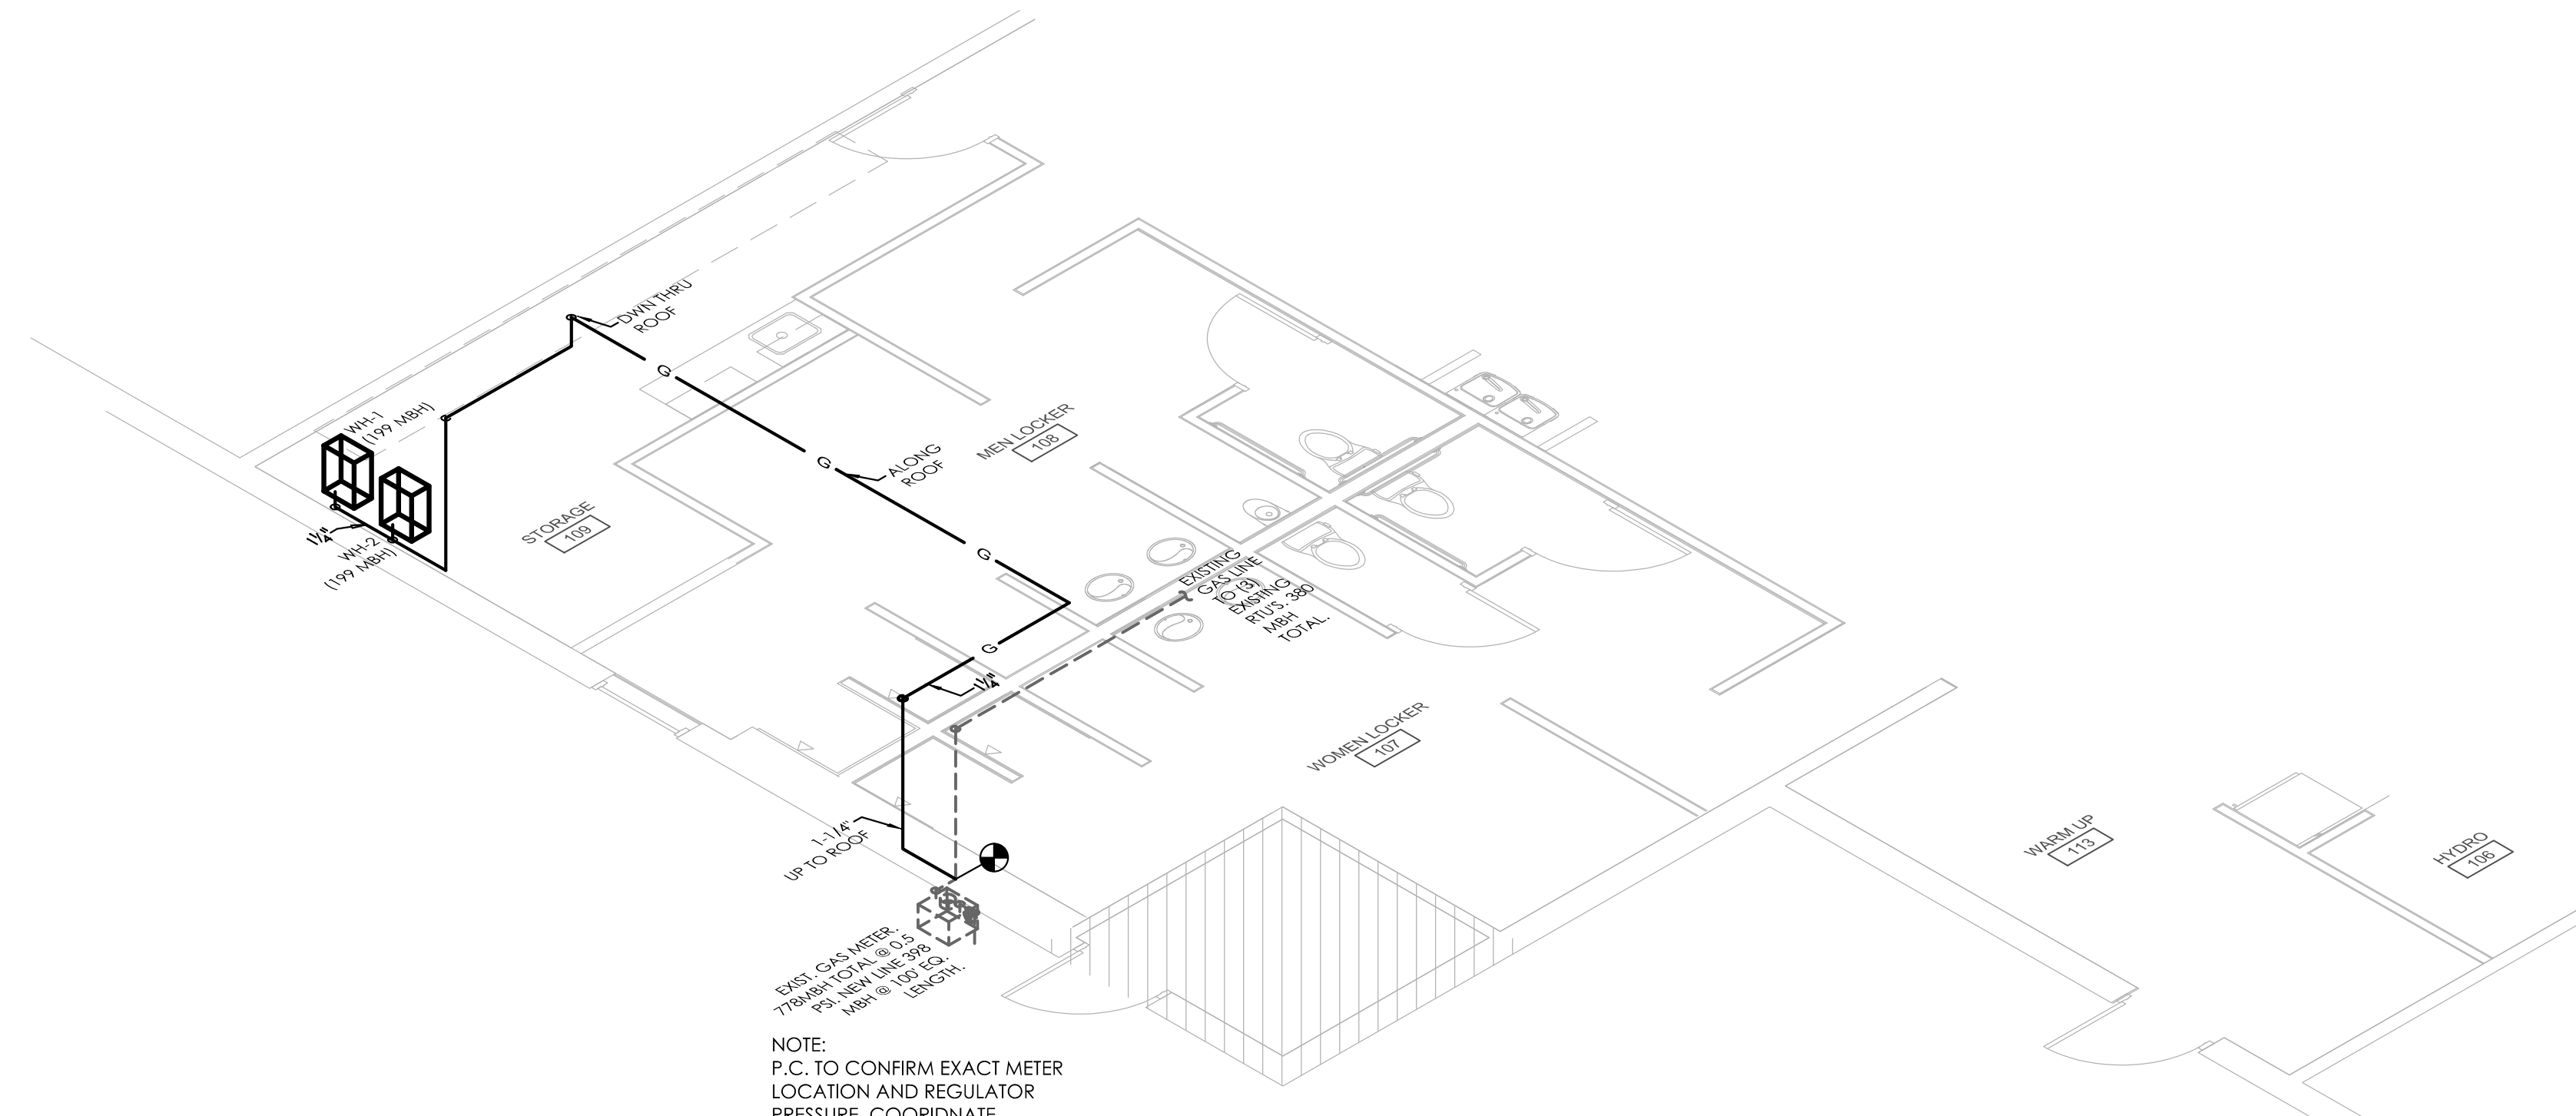 DWN THRU
ROOF
G
WH-1
(199 MBH)
G
ALONG
ROOF
MEN LOCKER
108
STORAGE
109
1¼"
WH-2
(199 MBH)
G
EXISTING
GAS LINE
TO (3)
EXISTING
RTU'S. 380
MBH
TOTAL.
G
1¼"
WOMEN LOCKER
107
1-1/4"
UP TO ROOF
WARM UP
113
HYDRO
106
EXIST. GAS METER.
778MBH TOTAL @ 0.5
PSI. NEW LINE 398
MBH @ 100' EQ.
LENGTH.
NOTE:
P.C. TO CONFIRM EXACT METER
LOCATION AND REGULATOR
PRESSURE. COORIDNATE